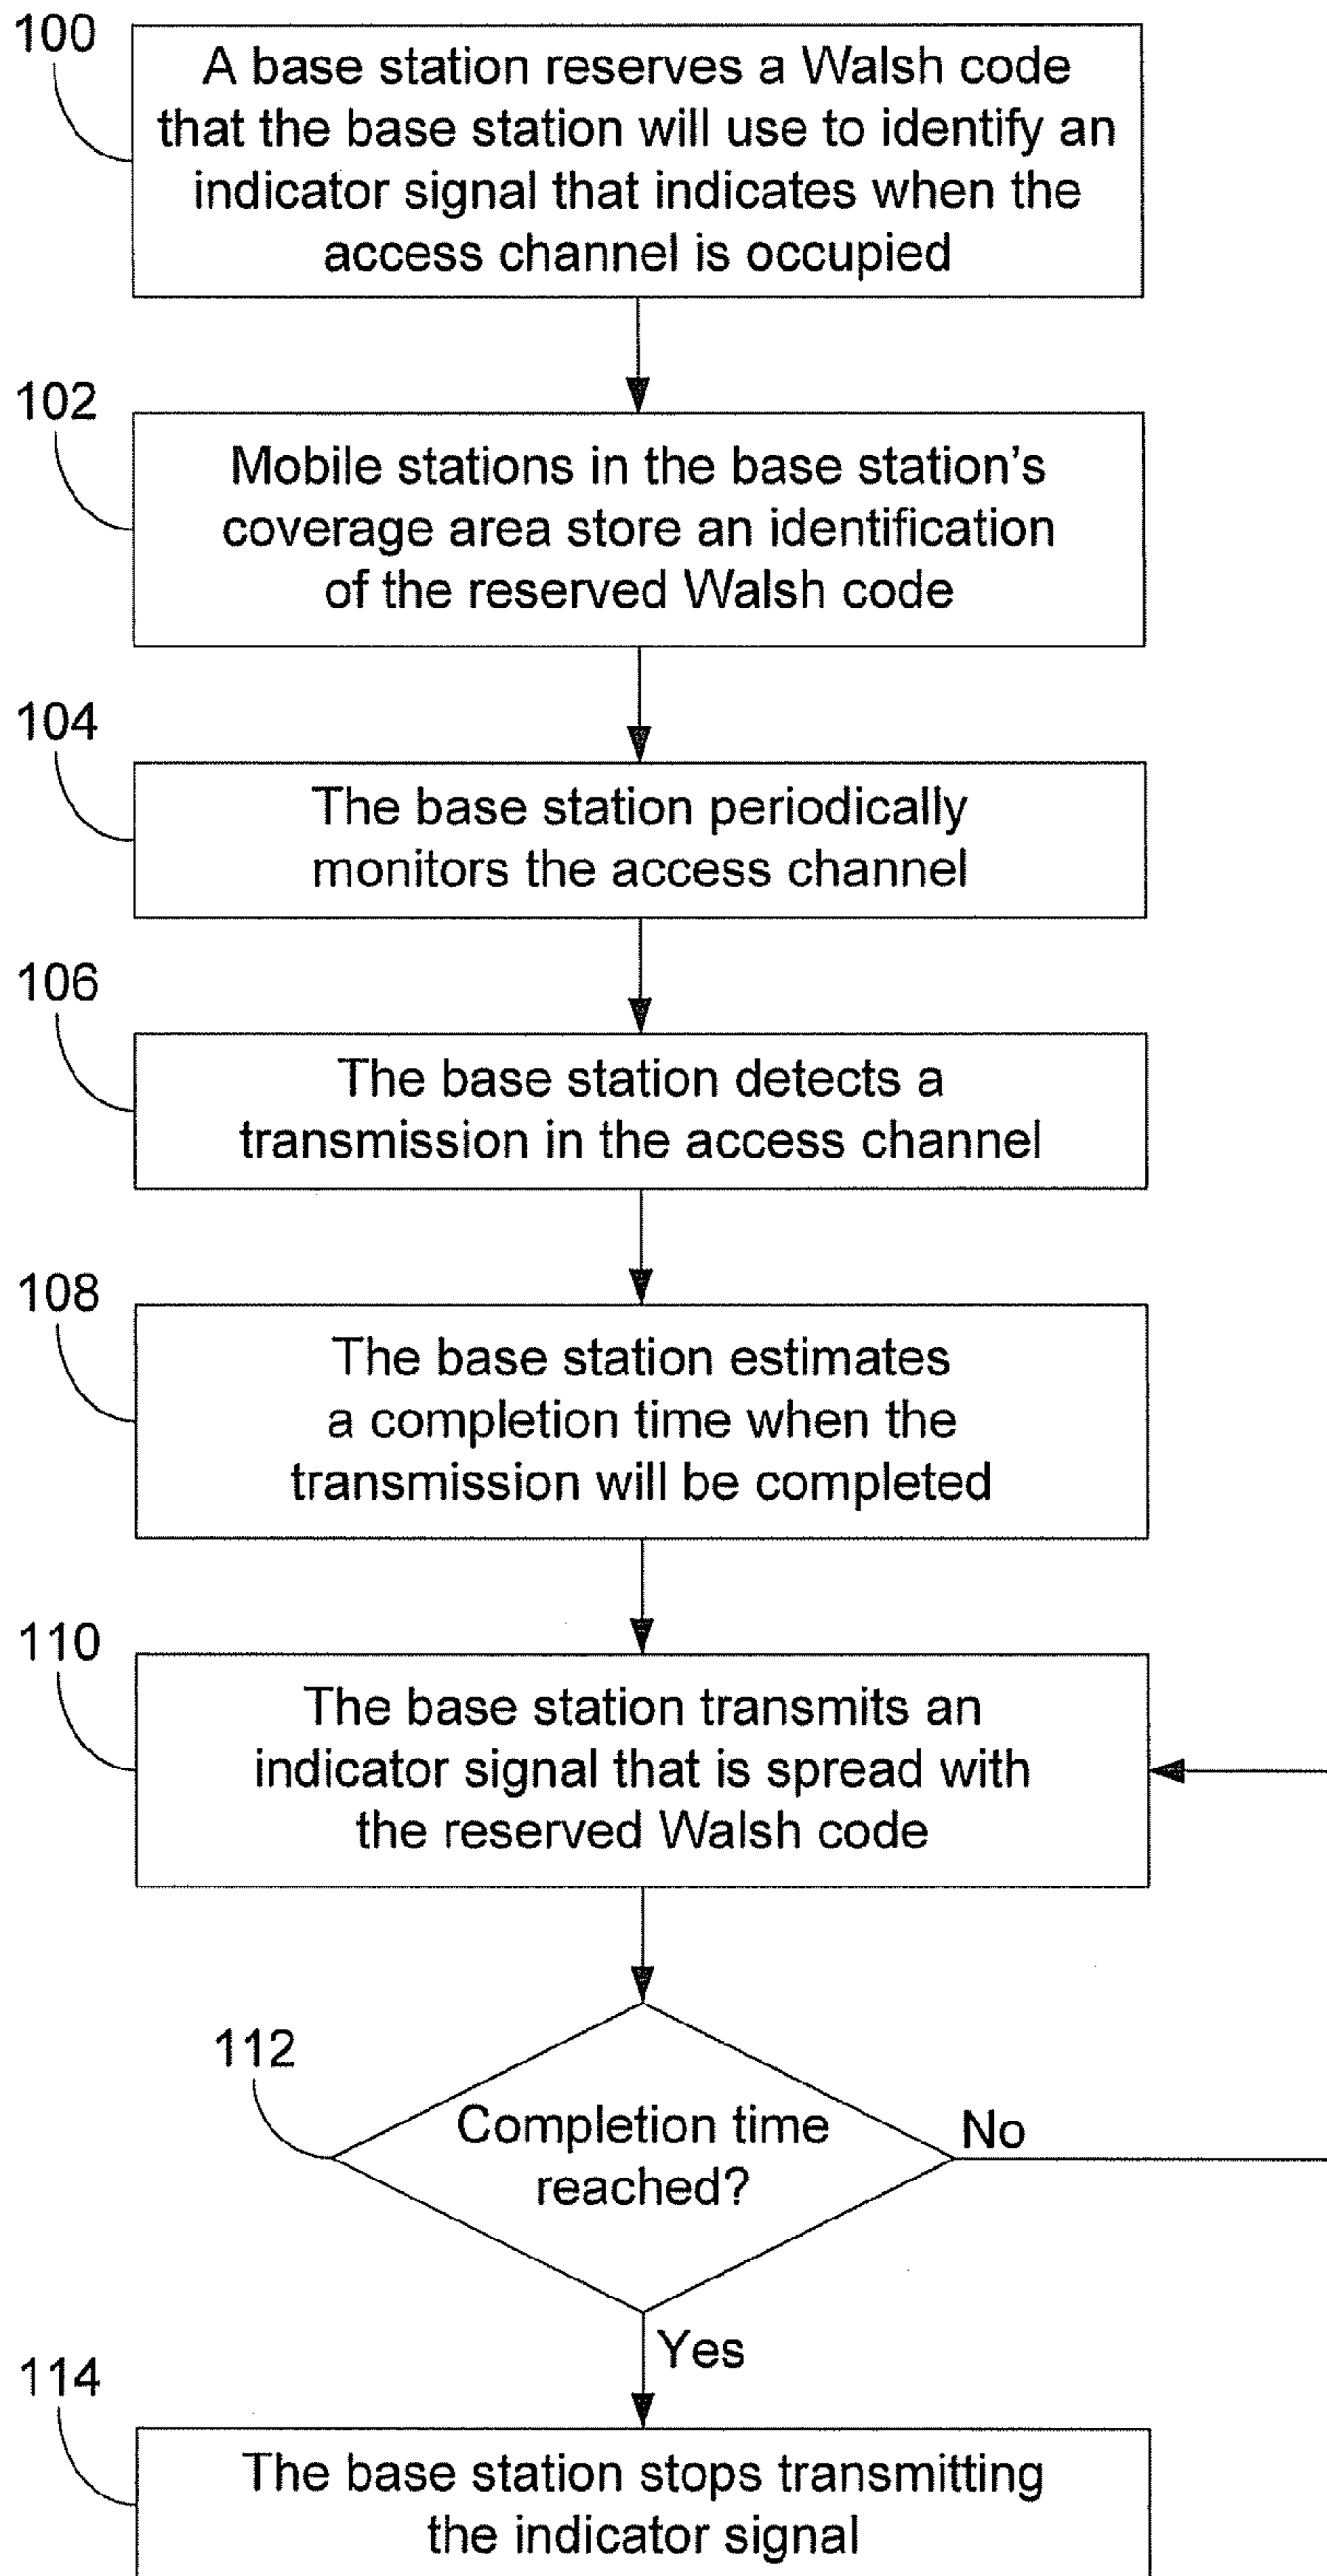 100
A base station reserves a Walsh code
that the base station will use to identify an
indicator signal that indicates when the
access channel is occupied
102
Mobile stations in the base station's
coverage area store an identification
of the reserved Walsh code
104
The base station periodically
monitors the access channel
106
The base station detects a
transmission in the access channel
108
The base station estimates
a completion time when the
transmission will be completed
110
The base station transmits an
indicator signal that is spread with
the reserved Walsh code
112
Completion time
reached?
No
Yes
114
The base station stops transmitting
the indicator signal